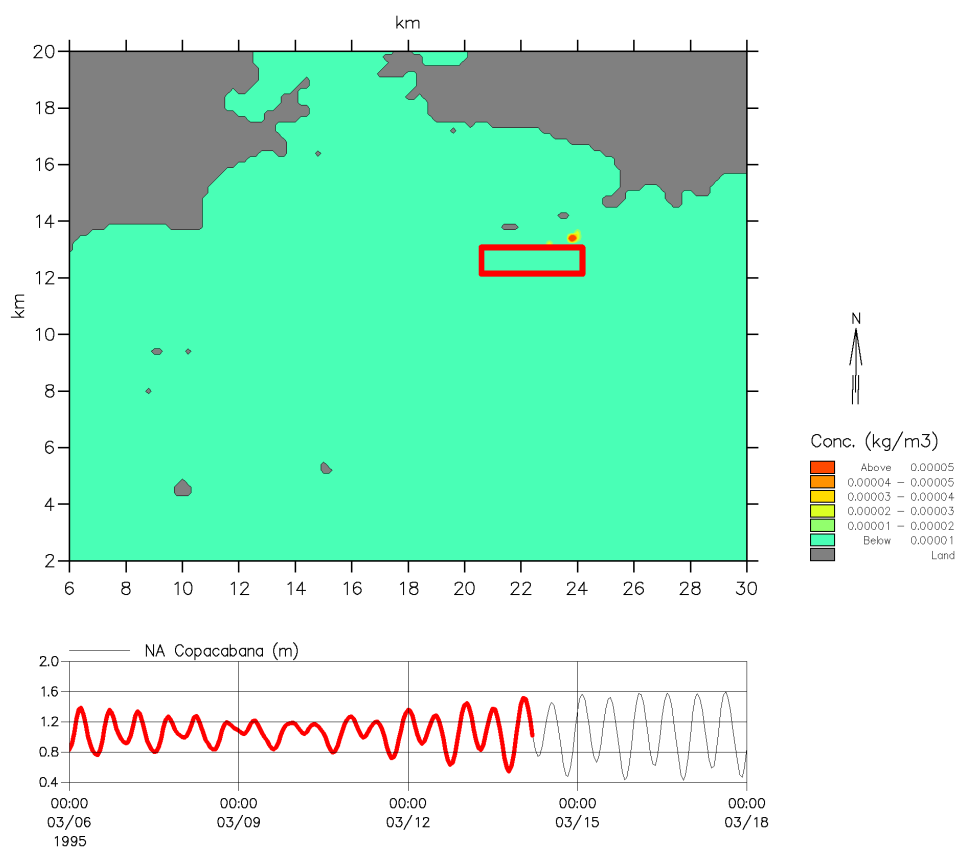 km
20
18
16
14
12
10
8
6
4
2
km
6 8 10 12 14 16 18 20 22 24 26 28 30
N
Conc. (kg/m3)
Above 0.00005
0.00004 - 0.00005
0.00003 - 0.00004
0.00002 - 0.00003
0.00001 - 0.00002
Below 0.00001
Land
NA Copacabana (m)
2.0
1.6
1.2
0.8
0.4
00:00 00:00 00:00 00:00 00:00
03/06 03/09 03/12 03/15 03/18
1995